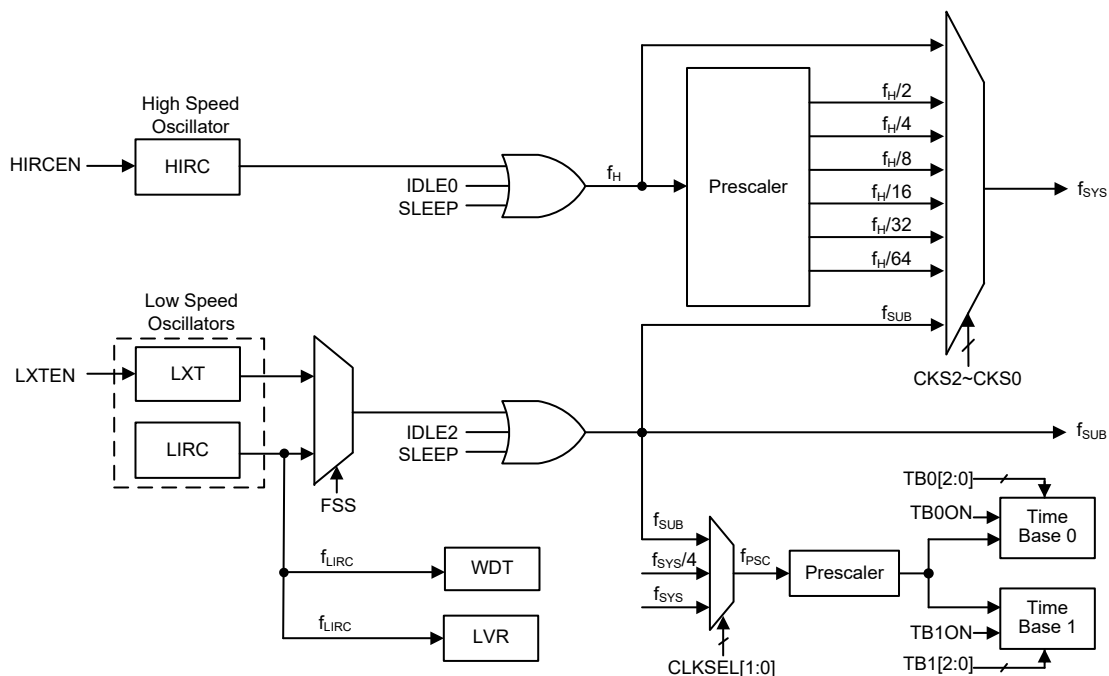 High Speed
Oscillator
HIRCEN
HIRC
IDLE0
SLEEP
fH
Prescaler
fH/2
fH/4
fH/8
fH/16
fH/32
fH/64
fSUB
fSYS
CKS2~CKS0
Low Speed
Oscillators
LXTEN
LXT
LIRC
FSS
IDLE2
SLEEP
fSUB
fLIRC
WDT
fLIRC
LVR
fSUB
fSYS/4
fSYS
CLKSEL[1:0]
fPSC
Prescaler
TB0[2:0]
TB0ON
Time
Base 0
Time
Base 1
TB1ON
TB1[2:0]